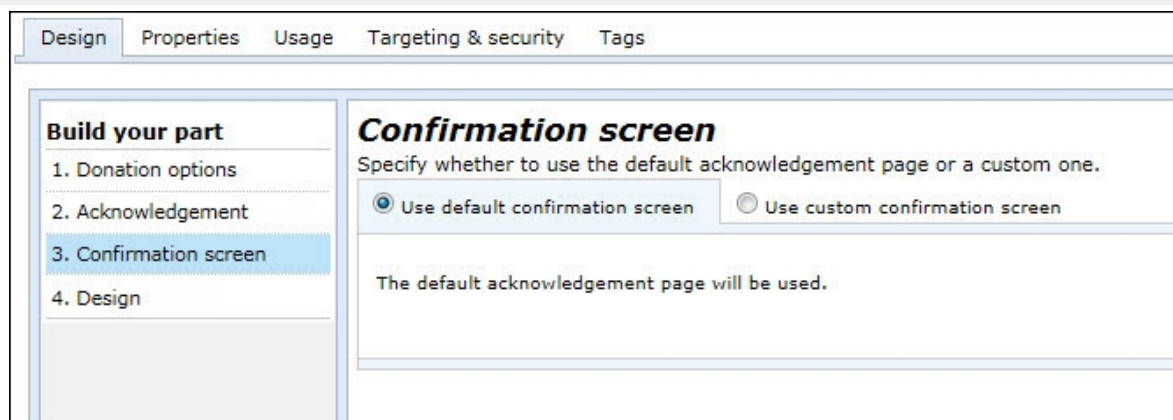 Design Properties Usage Targeting & security Tags
Build your part
1. Donation options
2. Acknowledgement
3. Confirmation screen
4. Design
Confirmation screen
Specify whether to use the default acknowledgement page or a custom one.
Use default confirmation screen Use custom confirmation screen
The default acknowledgement page will be used.